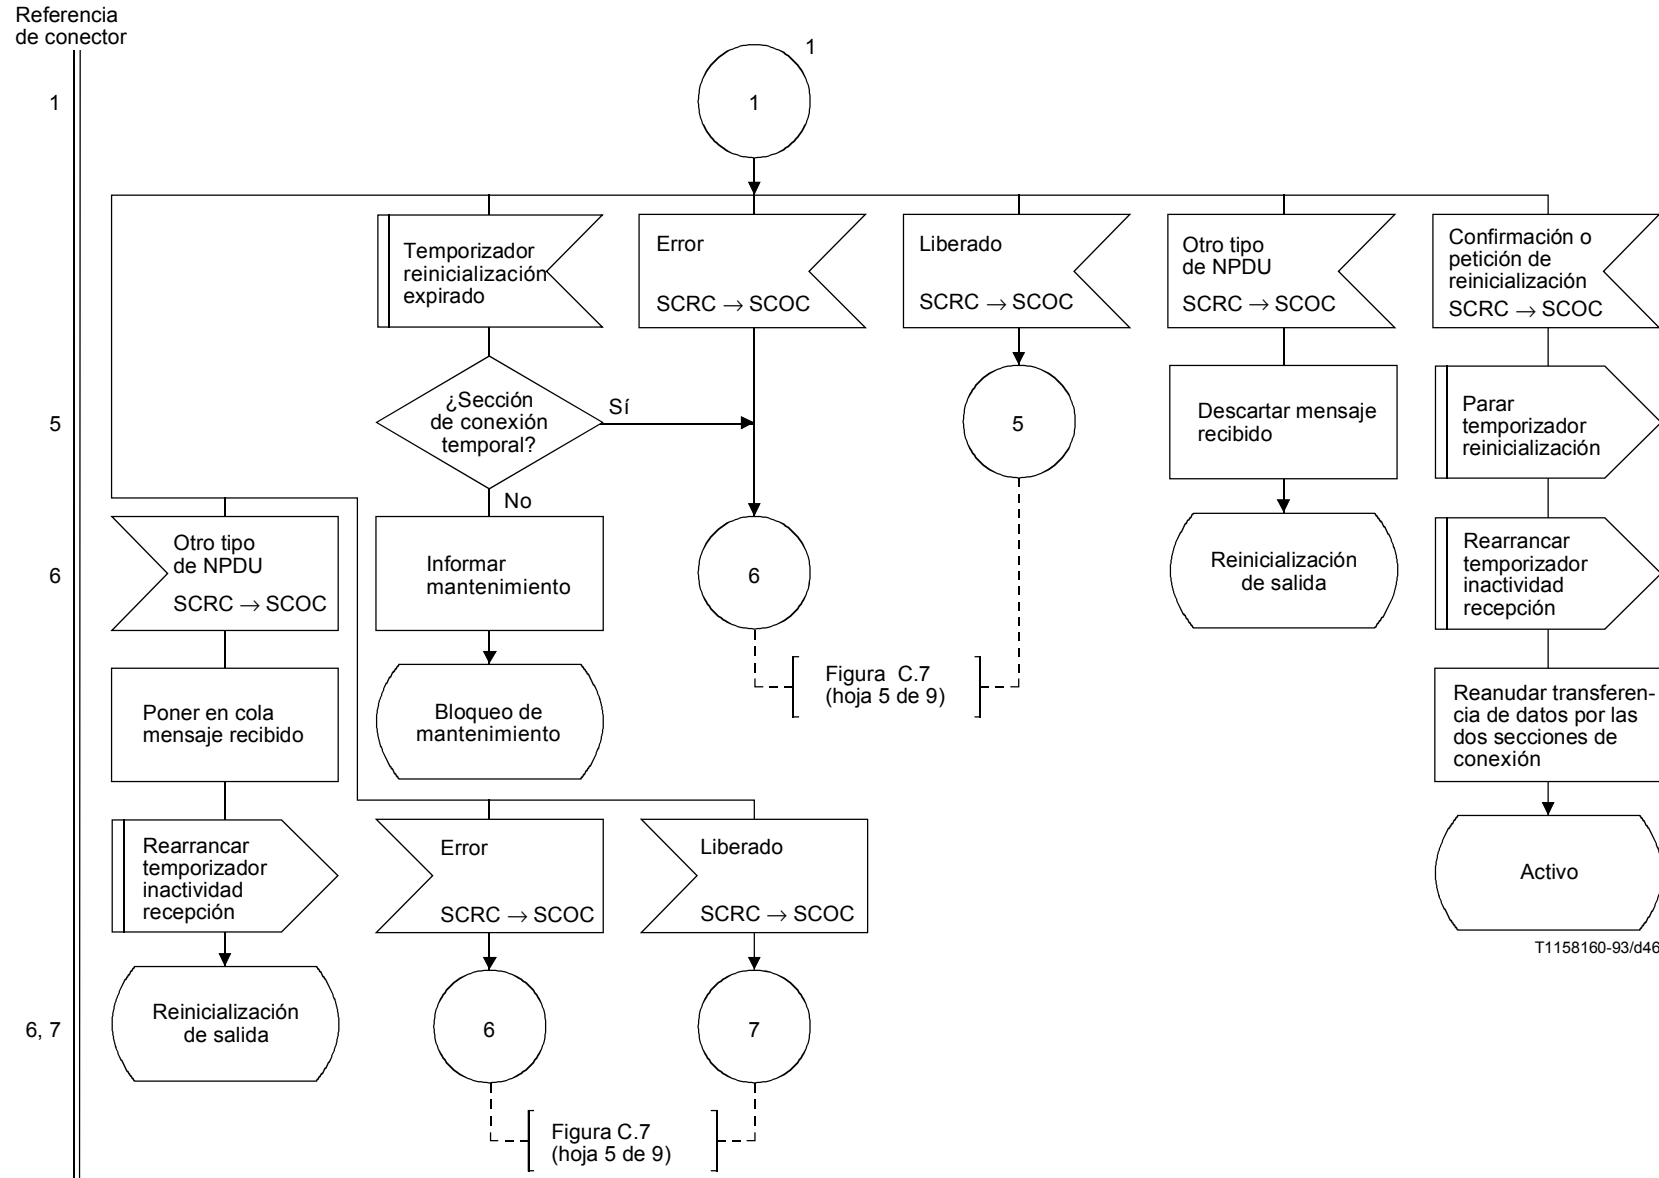 Referencia
de conector
1
1
1
Temporizador
reinicialización
expirado
Error
SCRC → SCOC
Liberado
SCRC → SCOC
Otro tipo
de NPDU
SCRC → SCOC
Confirmación o
petición de
reinicialización
SCRC → SCOC
5
¿Sección
de conexión
temporal?
Sí
No
5
Descartar mensaje
recibido
Parar
temporizador
reinicialización
6
Otro tipo
de NPDU
SCRC → SCOC
Informar
mantenimiento
6
Reinicialización
de salida
Rearrancar
temporizador
inactividad
recepción
Poner en cola
mensaje recibido
Bloqueo de
mantenimiento
Figura C.7
(hoja 5 de 9)
Reanudar transferen-
cia de datos por las
dos secciones de
conexión
Rearrancar
temporizador
inactividad
recepción
Error
SCRC → SCOC
Liberado
SCRC → SCOC
Activo
T1158160-93/d46
6, 7
Reinicialización
de salida
6
7
Figura C.7
(hoja 5 de 9)